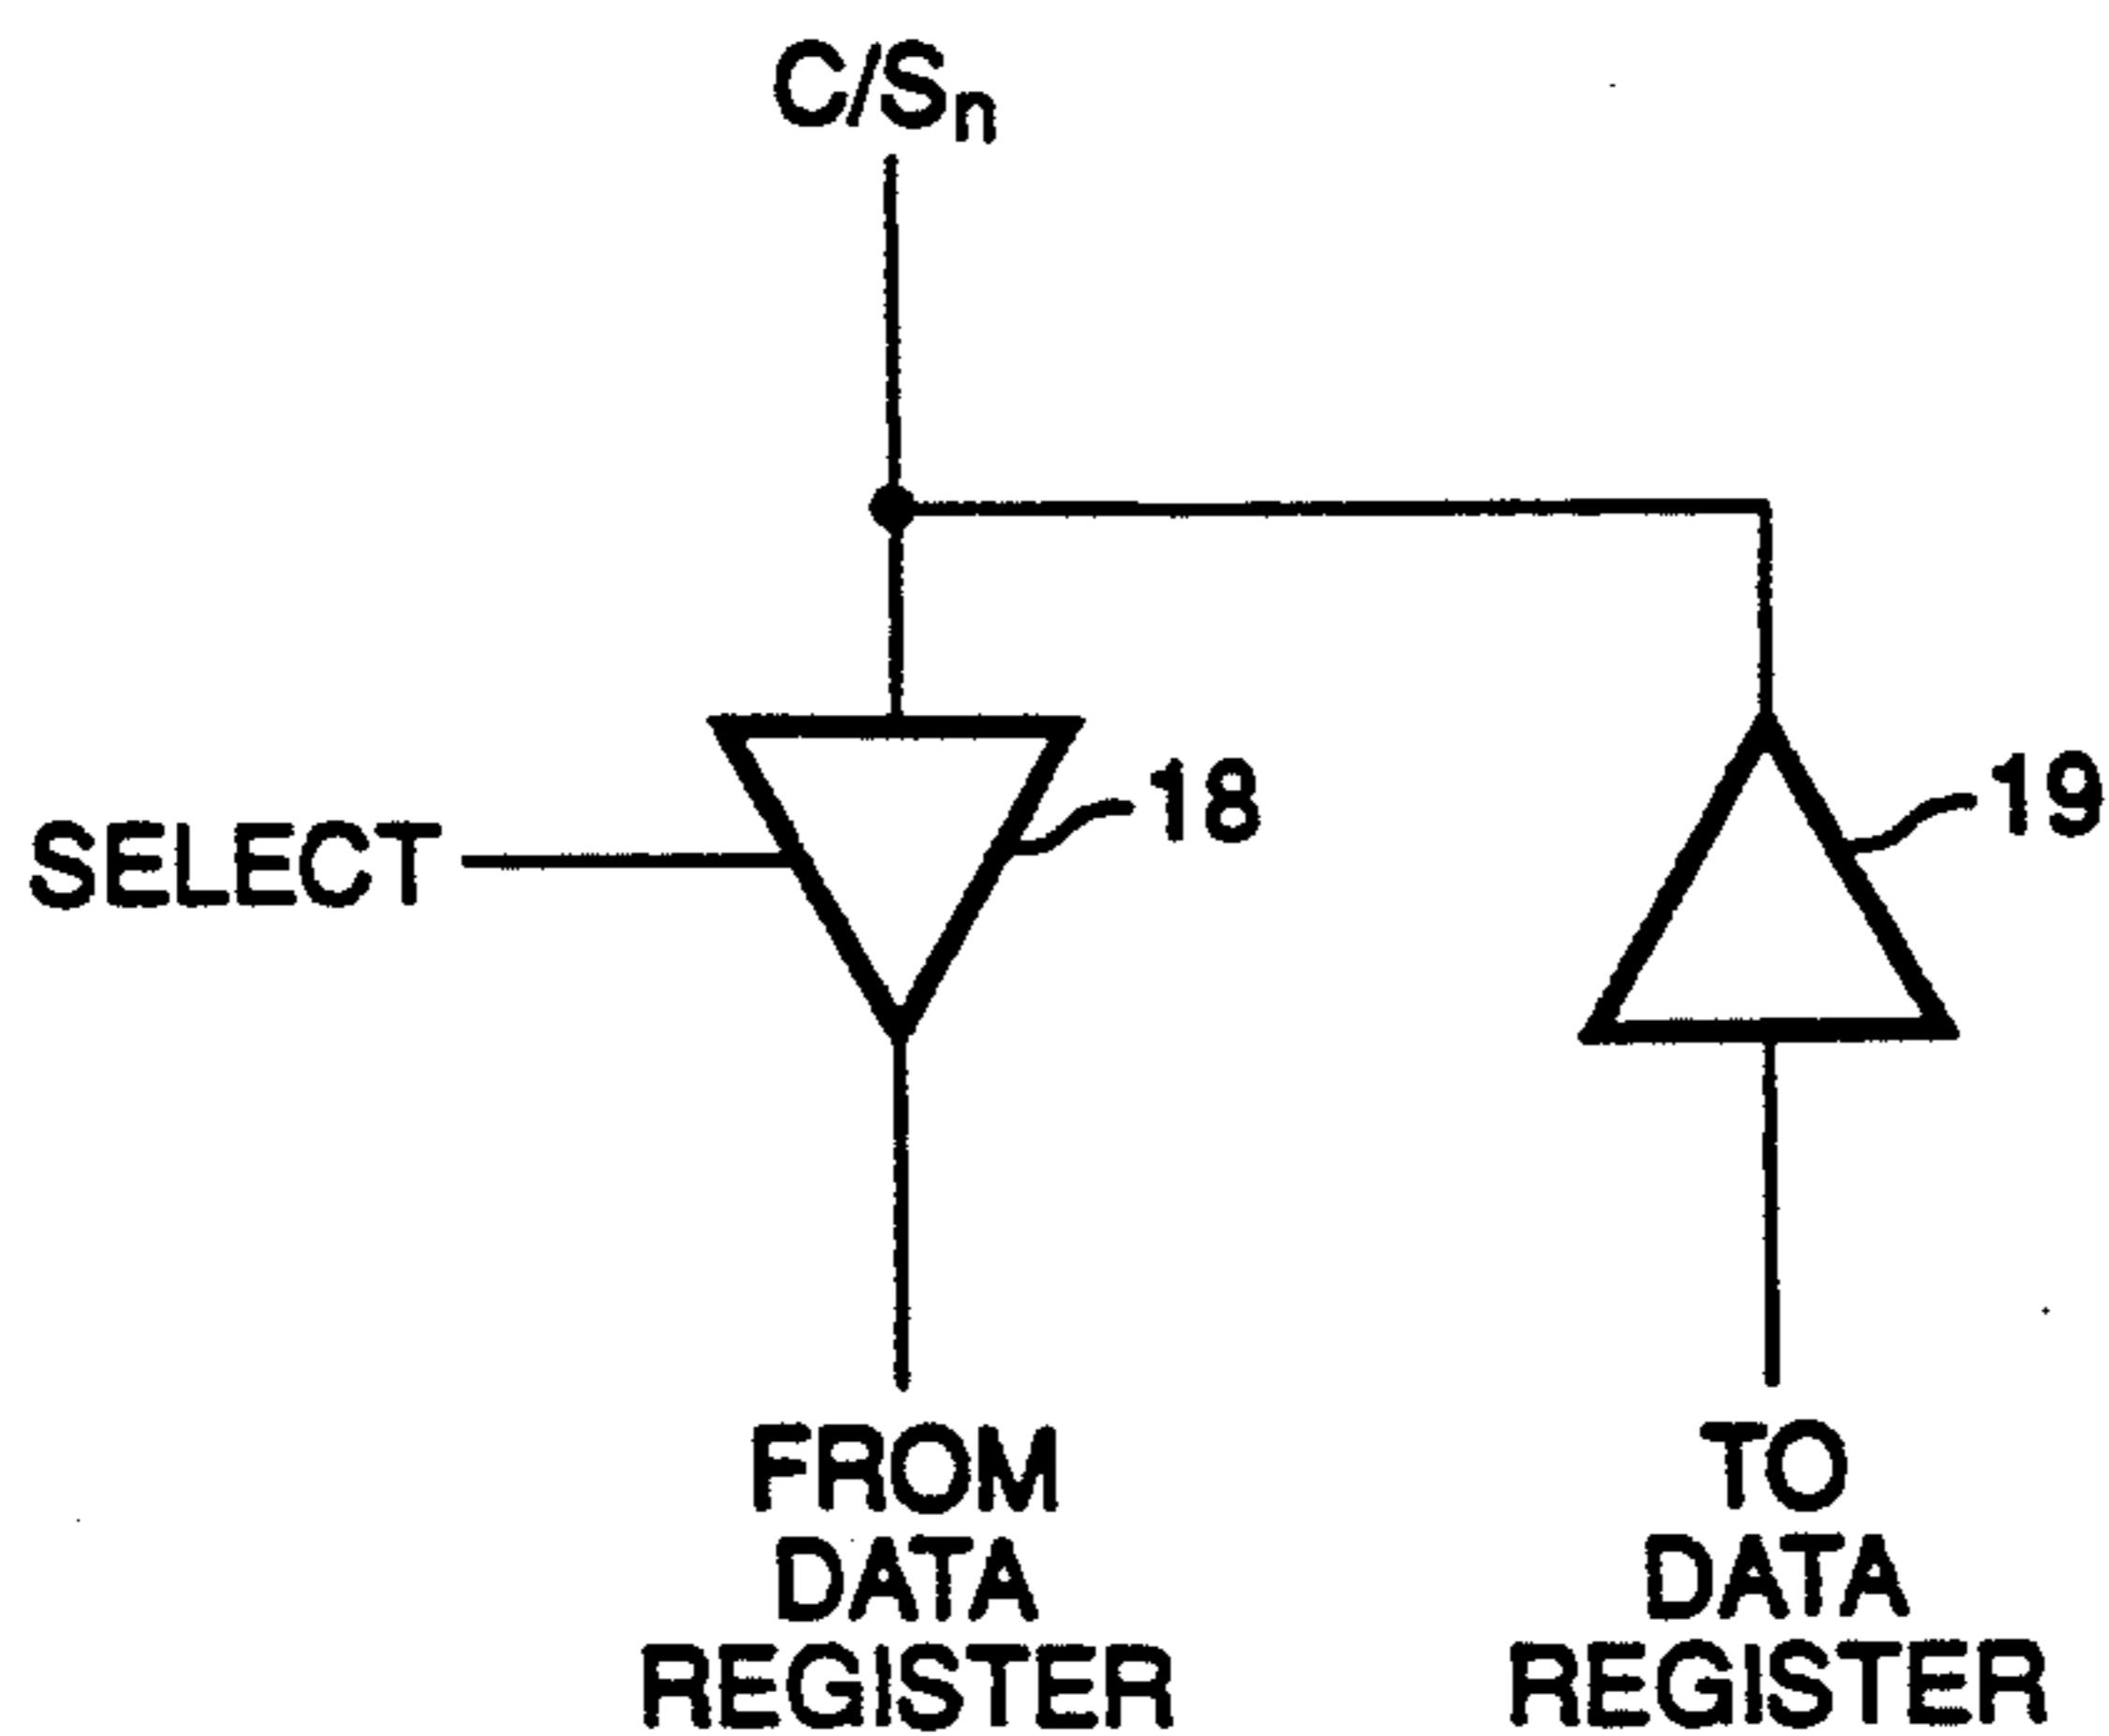 C/Sn
SELECT
18
19
FROM
DATA
REGISTER
TO
DATA
REGISTER